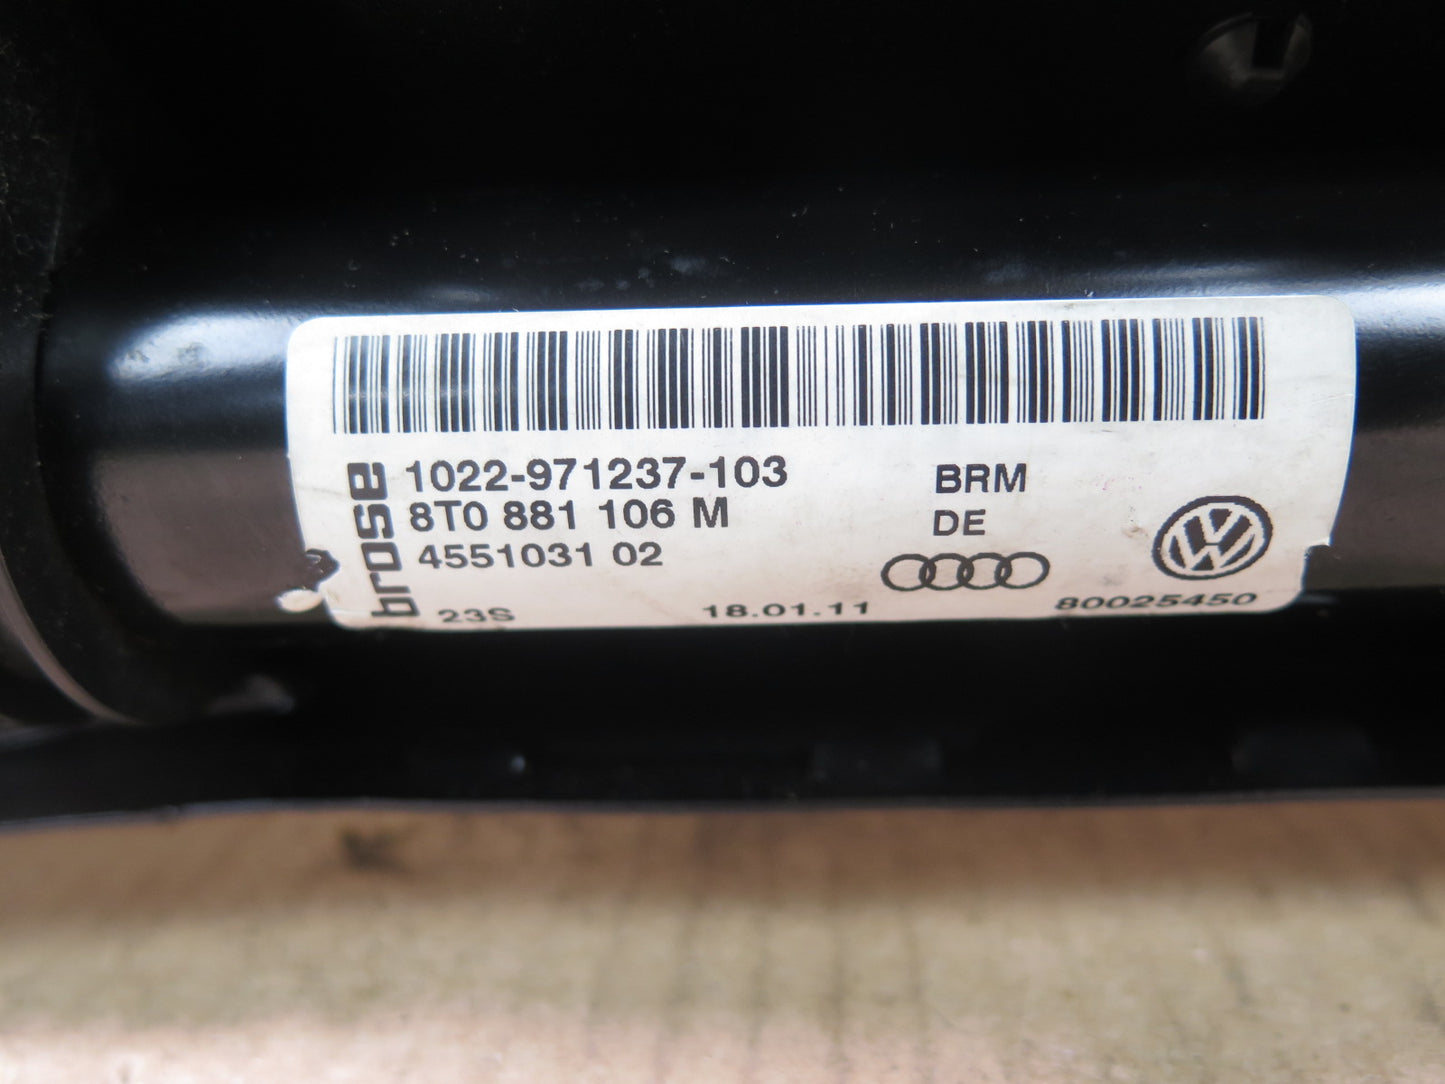 brose
1022-971237-103
8T0 881 106 M
4551031 02
23S
18.01.11
BRM
DE
80025450